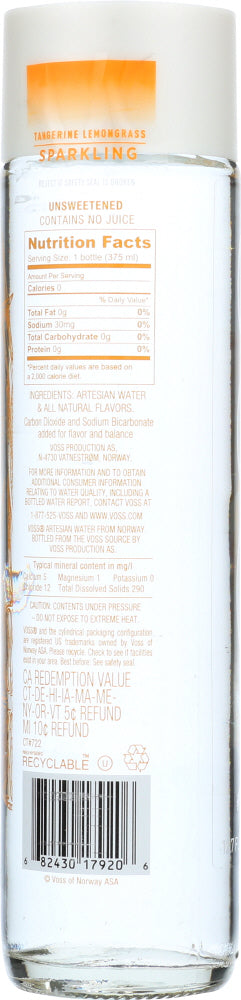 TANGERINE LEMONGRASS
SPARKLING
REJECT IF SAFETY SEAL IS BROKEN
UNSWEETENED
CONTAINS NO JUICE
Nutrition Facts
Serving Size: 1 bottle (375 ml)
Amount Per Serving
Calories 0
% Daily Value*
Total Fat 0g 0%
Sodium 30mg 0%
Total Carbohydrate 0g 0%
Protein 0g 0%
*Percent daily values are based on
a 2,000 calorie diet.
INGREDIENTS: ARTESIAN WATER
& ALL NATURAL FLAVORS.
Carbon Dioxide and Sodium Bicarbonate
added for flavor and balance
VOSS PRODUCTION AS,
N-4730 VATNESTRØM, NORWAY.
FOR MORE INFORMATION AND TO OBTAIN
ADDITIONAL CONSUMER INFORMATION
RELATING TO WATER QUALITY, INCLUDING A
BOTTLED WATER REPORT, CONTACT VOSS AT
1-877-525-VOSS AND WWW.VOSS.COM
VOSS® ARTESIAN WATER FROM NORWAY.
BOTTLED FROM THE VOSS SOURCE BY
VOSS PRODUCTION AS.
Typical mineral content in mg/l
5 Magnesium 1 Potassium 0
12 Total Dissolved Solids 290
CAUTION: CONTENTS UNDER PRESSURE
- DO NOT EXPOSE TO EXTREME HEAT.
VOSS® and the cylindrical packaging configuration
are registered US trademarks owned by Voss of
Norway ASA. Please recycle. Check to see if facilities
exist in your area. Best before: See safety seal.
CA REDEMPTION VALUE
CT-DE-HI-IA-MA-ME-
NY-OR-VT 5¢ REFUND
MI 10¢ REFUND
CT#722
RECYCLABLE™ U
6 82430 17920 6
© Voss of Norway ASA